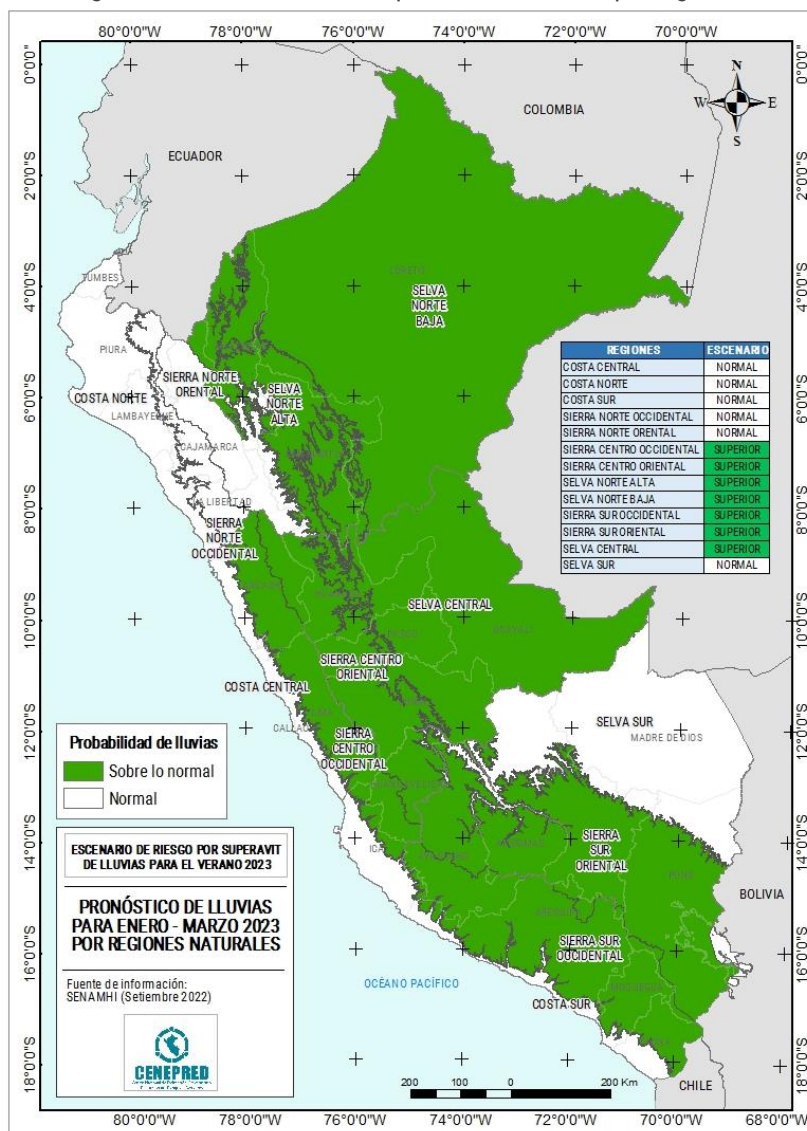 80°0'0"W 78°0'0"W 76°0'0"W 74°0'0"W 72°0'0"W 70°0'0"W
0°0'0"
2°0'0"S
4°0'0"S
6°0'0"S
8°0'0"S
10°0'0"S
12°0'0"S
14°0'0"S
16°0'0"S
18°0'0"S
N
W E
S
COLOMBIA
ECUADOR
TUMBES
LORETO
SELVA
NORTE
BAJA
PIURA
SIERRA NORTE
ORENTAL
COSTA NORTE
LAMBAYEQUE
SELVA
NORTE
ALTA
CAJAMARCA
LA LIBERTAD
SIERRA
NORTE
OCCIDENTAL
REGIONES ESCENARIO
COSTA CENTRAL NORMAL
COSTA NORTE NORMAL
COSTA SUR NORMAL
SIERRA NORTE OCCIDENTAL NORMAL
SIERRA NORTE ORENTAL NORMAL
SIERRA CENTRO OCCIDENTAL SUPERIOR
SIERRA CENTRO ORIENTAL SUPERIOR
SELVA NORTE ALTA SUPERIOR
SELVA NORTE BAJA SUPERIOR
SIERRA SUR OCCIDENTAL SUPERIOR
SIERRA SUR ORIENTAL SUPERIOR
SELVA CENTRAL SUPERIOR
SELVA SUR NORMAL
SELVA CENTRAL
SIERRA CENTRO
ORIENTAL
COSTA CENTRAL
SELVA SUR
MADRE DE DIOS
CALLAO
SIERRA
CENTRO
OCCIDENTAL
ICA
SIERRA
SUR
ORIENTAL
BOLIVIA
SIERRA SUR
OCCIDENTAL
OCÉANO PACÍFICO
COSTA SUR
CHILE
Probabilidad de lluvias
Sobre lo normal
Normal
ESCENARIO DE RIESGO POR SUPERAVIT
DE LLUVIAS PARA EL VERANO 2023
PRONÓSTICO DE LLUVIAS
PARA ENERO - MARZO 2023
POR REGIONES NATURALES
Fuente de información:
SENAMHI (Setiembre 2022)
CENEPRED
200 100 0 200 Km
0°0'0"
2°0'0"S
4°0'0"S
6°0'0"S
8°0'0"S
10°0'0"S
12°0'0"S
14°0'0"S
16°0'0"S
18°0'0"S
80°0'0"W 78°0'0"W 76°0'0"W 74°0'0"W 72°0'0"W 70°0'0"W 68°0'0"W